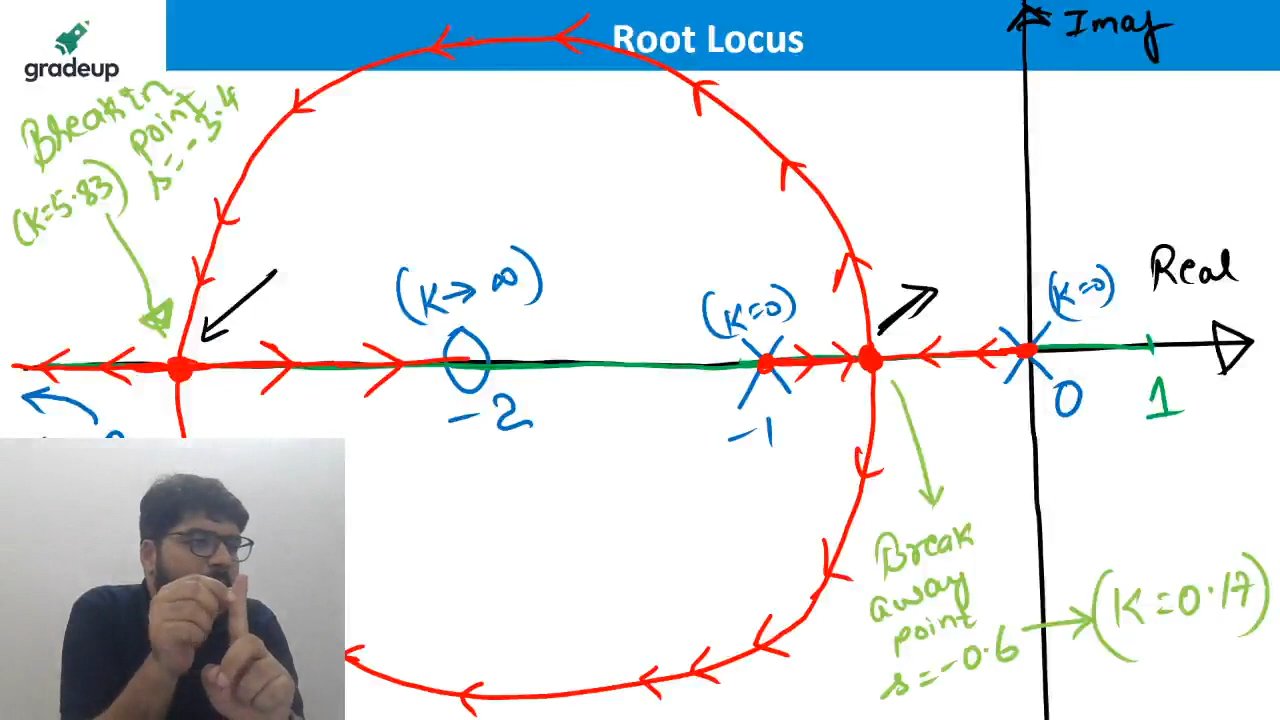 Root Locus
gradeup
Imaj
Break in
point
s = -3.4
(K=5.83)
(K→∞)
(K=0)
(K=0)
Real
-2
-1
0
1
Break
away
point
s = -0.6
(K=0.17)